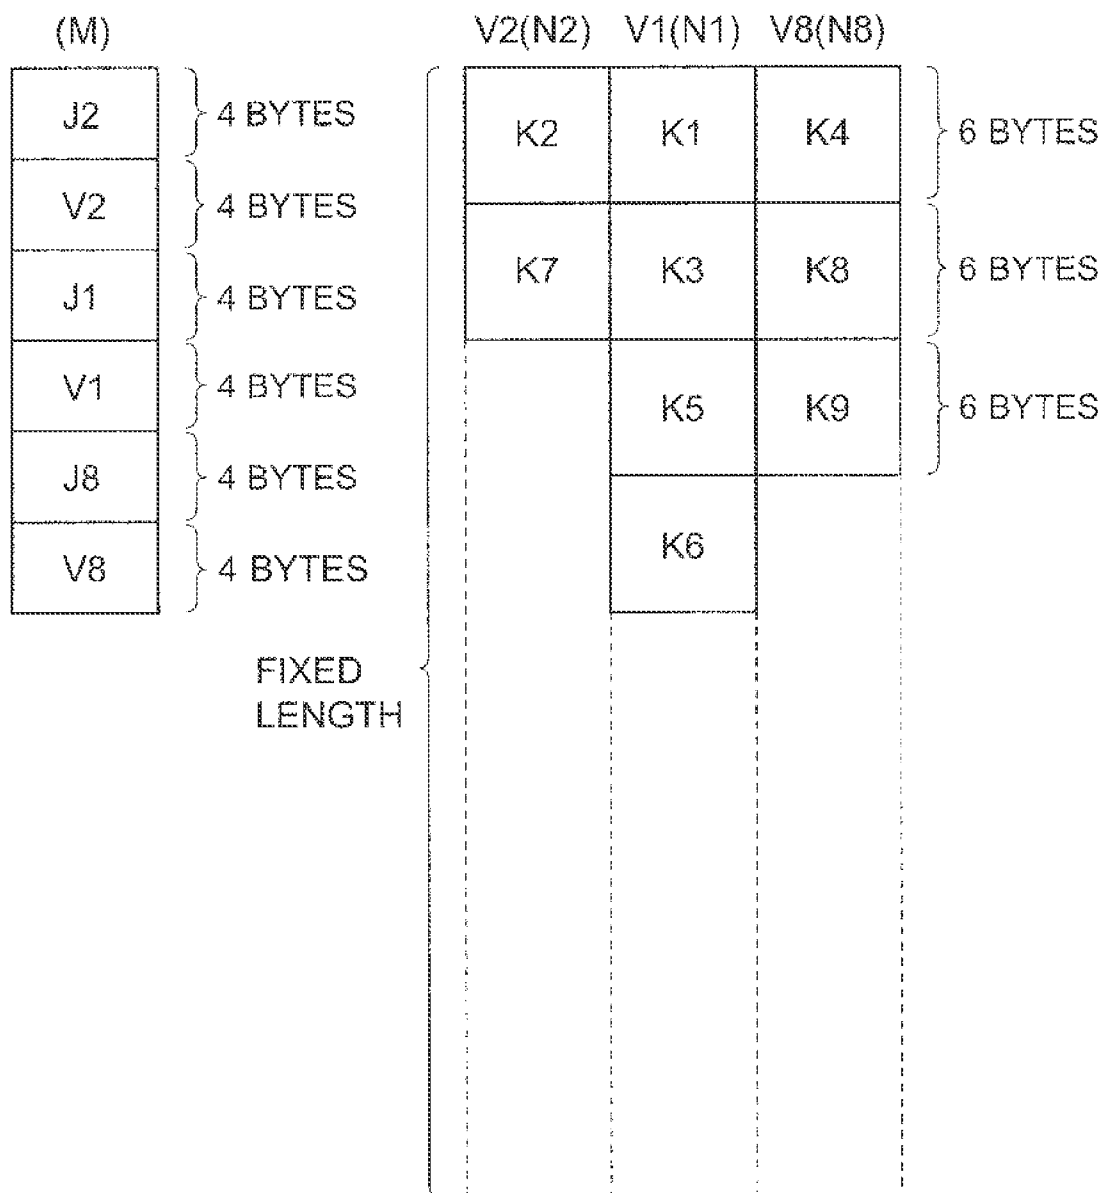 (M)
J2
4 BYTES
V2
4 BYTES
J1
4 BYTES
V1
4 BYTES
J8
4 BYTES
V8
4 BYTES
FIXED
LENGTH
V2(N2) V1(N1) V8(N8)
K2 K1 K4
6 BYTES
K7 K3 K8
6 BYTES
K5 K9
6 BYTES
K6